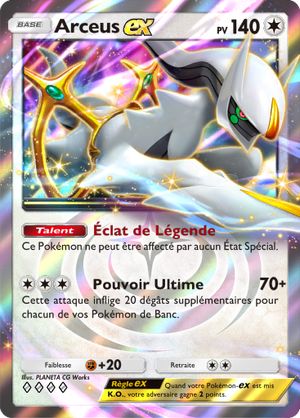 BASE Arceus ex PV 140
Talent Éclat de Légende
Ce Pokémon ne peut être affecté par aucun État Spécial.
Pouvoir Ultime 70+
Cette attaque inflige 20 dégâts supplémentaires pour
chacun de vos Pokémon de Banc.
Faiblesse +20 Retraite
Illus. PLANETA CG Works
Règle ex Quand votre Pokémon-ex est mis
K.O., votre adversaire gagne 2 points.